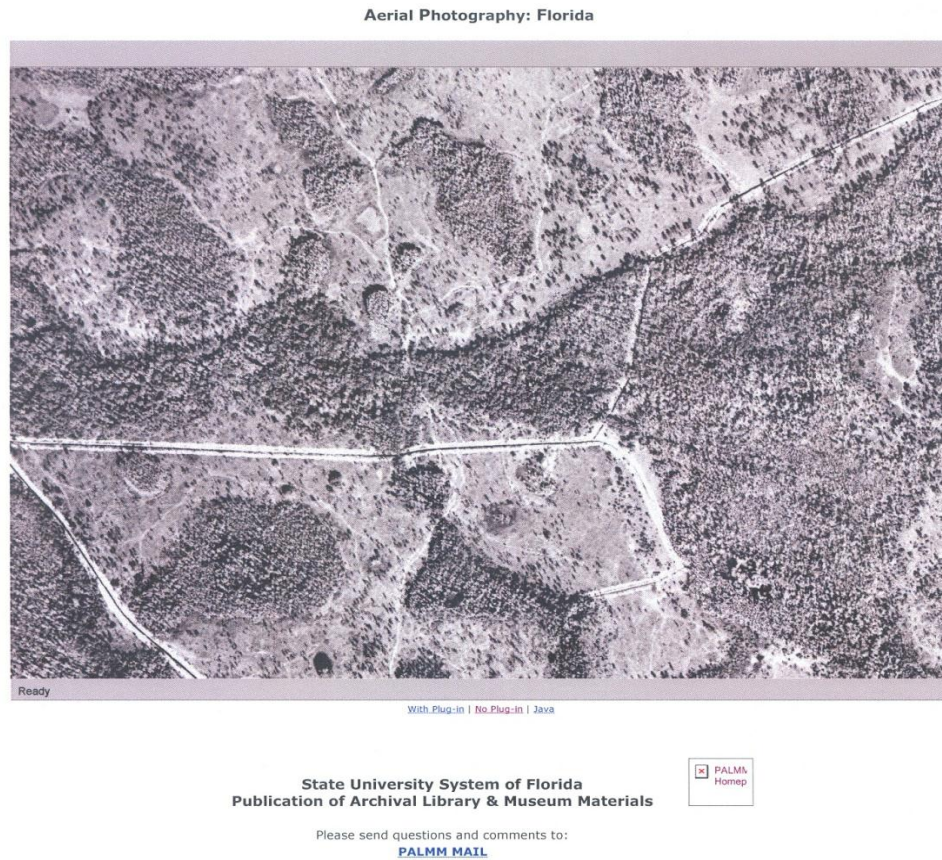 Aerial Photography: Florida
Ready
With Plug-in | No Plug-in | Java
State University System of Florida
Publication of Archival Library & Museum Materials
PALMM
Homep
Please send questions and comments to:
PALMM MAIL